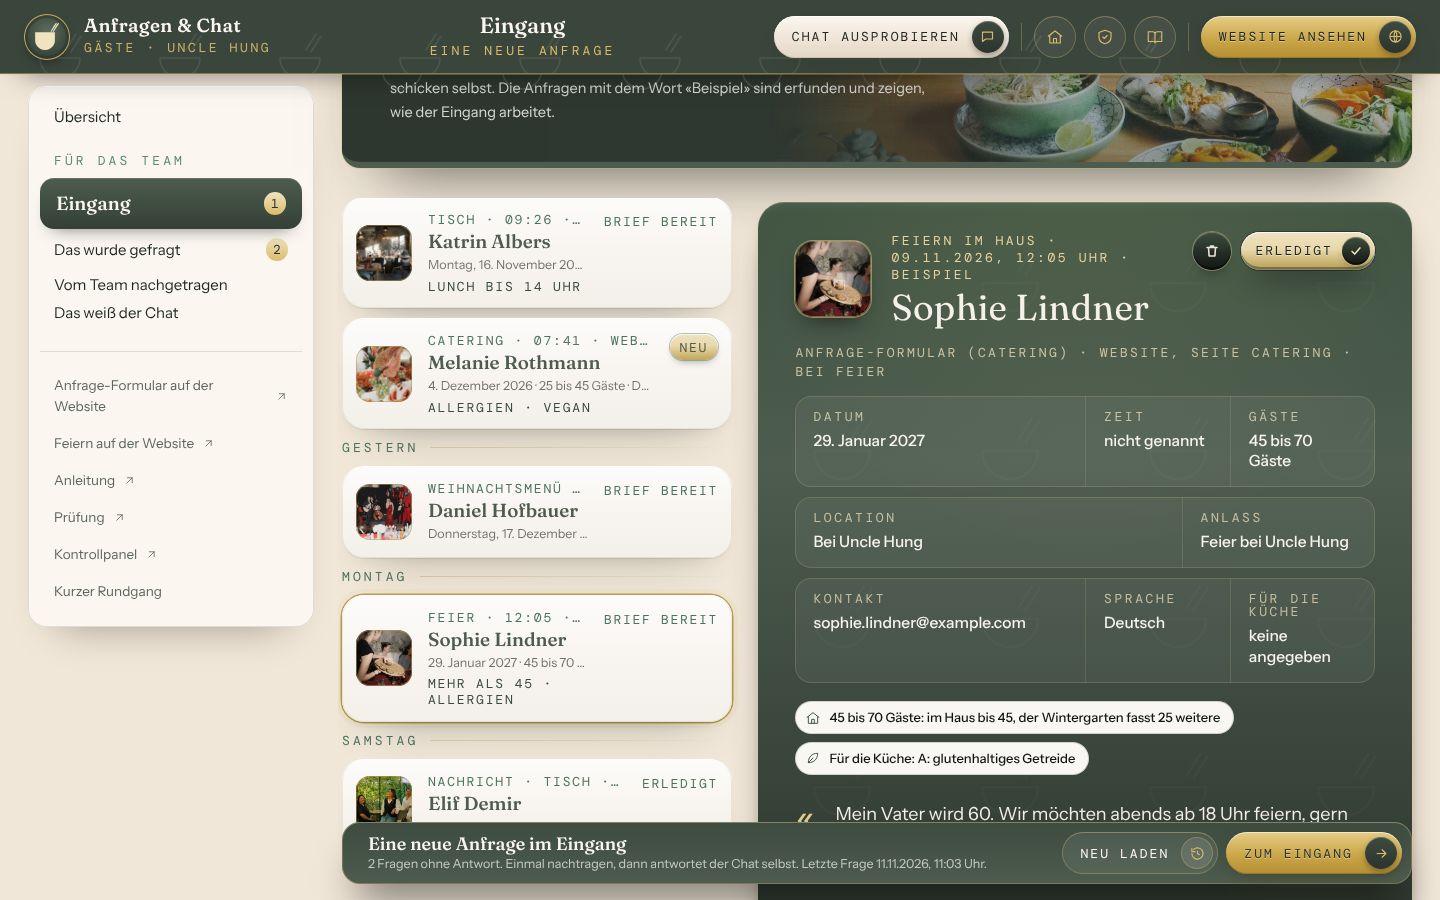 Anfragen & Chat
GÄSTE · UNCLE HUNG
Eingang
EINE NEUE ANFRAGE
CHAT AUSPROBIEREN
WEBSITE ANSEHEN
schicken selbst. Die Anfragen mit dem Wort «Beispiel» sind erfunden und zeigen,
wie der Eingang arbeitet.
Übersicht
FÜR DAS TEAM
Eingang
1
Das wurde gefragt
2
Vom Team nachgetragen
Das weiß der Chat
Anfrage-Formular auf der
Website
Feiern auf der Website
Anleitung
Prüfung
Kontrollpanel
Kurzer Rundgang
TISCH · 09:26 ·…
BRIEF BEREIT
Katrin Albers
Montag, 16. November 20…
LUNCH BIS 14 UHR
CATERING · 07:41 · WEB…
NEU
Melanie Rothmann
4. Dezember 2026 · 25 bis 45 Gäste · D…
ALLERGIEN · VEGAN
GESTERN
WEIHNACHTSMENÜ …
BRIEF BEREIT
Daniel Hofbauer
Donnerstag, 17. Dezember …
MONTAG
FEIER · 12:05 ·…
BRIEF BEREIT
Sophie Lindner
29. Januar 2027 · 45 bis 70 …
MEHR ALS 45 ·
ALLERGIEN
SAMSTAG
NACHRICHT · TISCH ·…
ERLEDIGT
Elif Demir
FEIERN IM HAUS ·
09.11.2026, 12:05 UHR ·
BEISPIEL
ERLEDIGT
Sophie Lindner
ANFRAGE-FORMULAR (CATERING) · WEBSITE, SEITE CATERING ·
BEI FEIER
DATUM
29. Januar 2027
ZEIT
nicht genannt
GÄSTE
45 bis 70
Gäste
LOCATION
Bei Uncle Hung
ANLASS
Feier bei Uncle Hung
KONTAKT
sophie.lindner@example.com
SPRACHE
Deutsch
FÜR DIE
KÜCHE
keine
angegeben
45 bis 70 Gäste: im Haus bis 45, der Wintergarten fasst 25 weitere
Für die Küche: A: glutenhaltiges Getreide
« Mein Vater wird 60. Wir möchten abends ab 18 Uhr feiern, gern
Eine neue Anfrage im Eingang
2 Fragen ohne Antwort. Einmal nachtragen, dann antwortet der Chat selbst. Letzte Frage 11.11.2026, 11:03 Uhr.
NEU LADEN
ZUM EINGANG